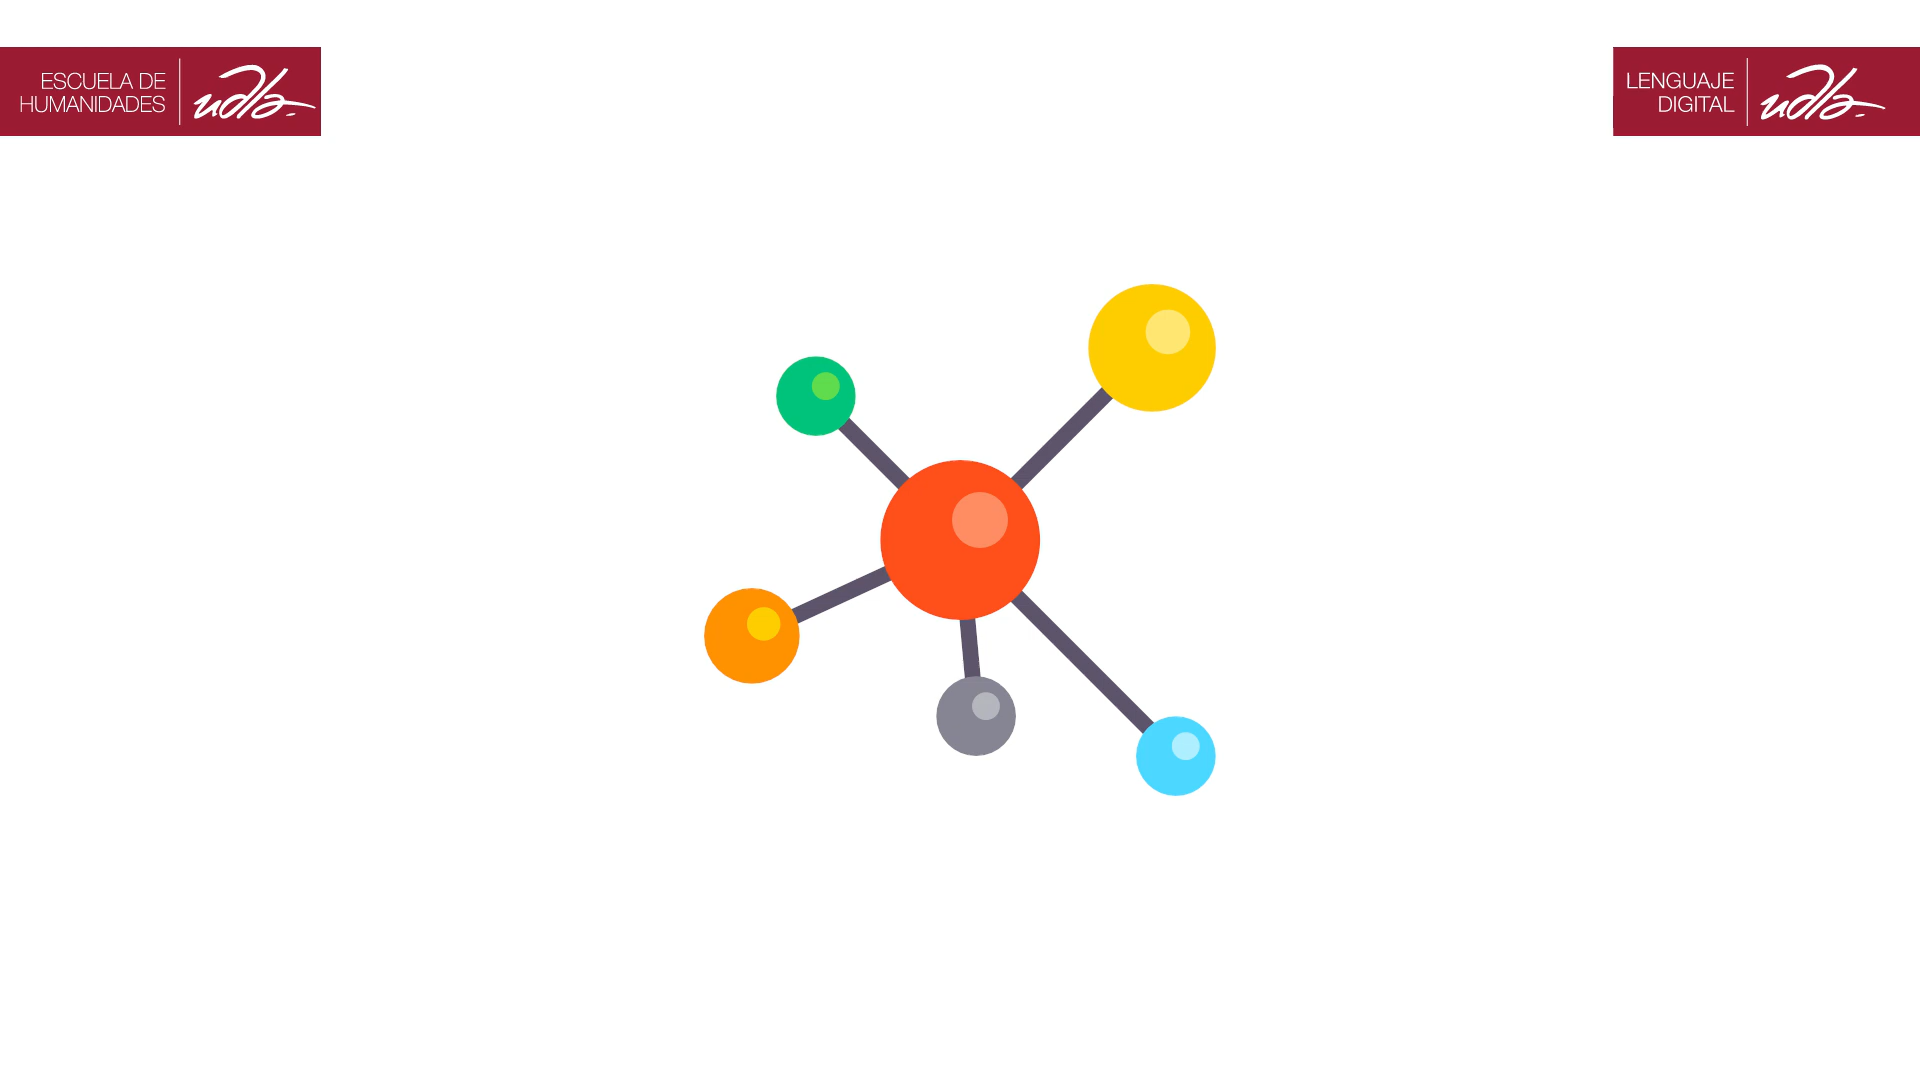 ESCUELA DE
HUMANIDADES
udla.
LENGUAJE
DIGITAL
udla.